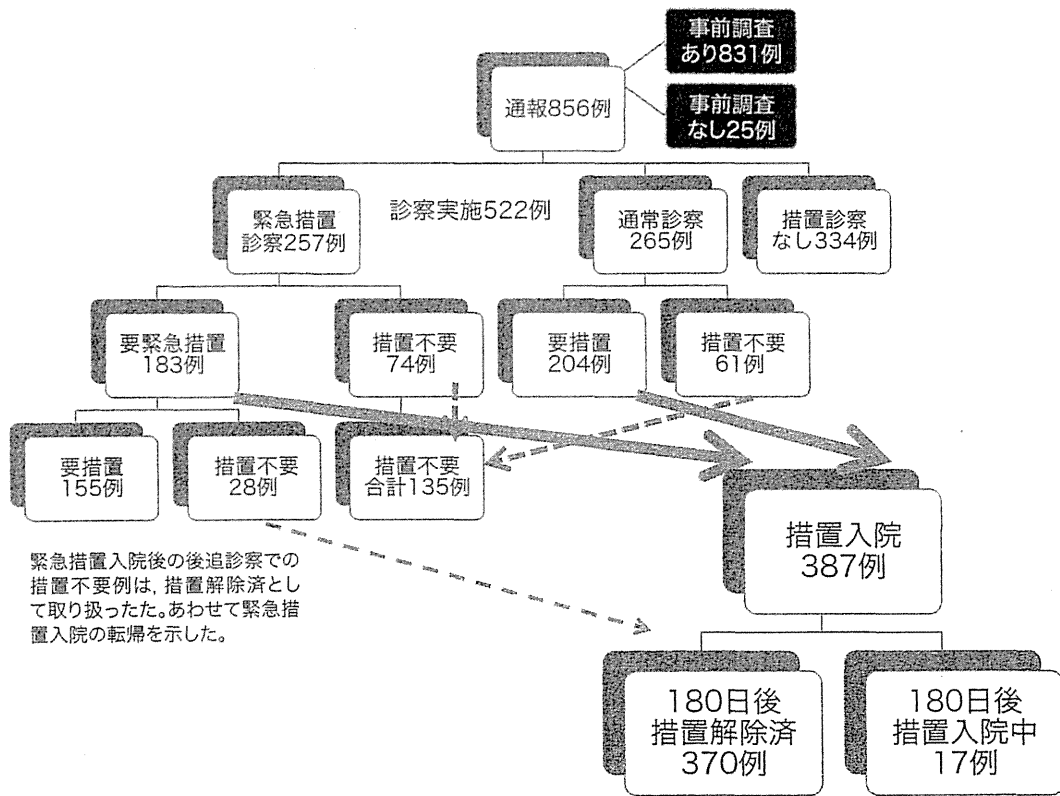 事前調査
あり831例
通報856例
事前調査
なし25例
緊急措置
診察257例
診察実施522例
通常診察
265例
措置診察
なし334例
要緊急措置
183例
措置不要
74例
要措置
204例
措置不要
61例
要措置
155例
措置不要
28例
措置不要
合計135例
措置入院
387例
緊急措置入院後の後追診察での
措置不要例は, 措置解除済とし
て取り扱ったた。あわせて緊急措
置入院の転帰を示した。
180日後
措置解除済
370例
180日後
措置入院中
17例